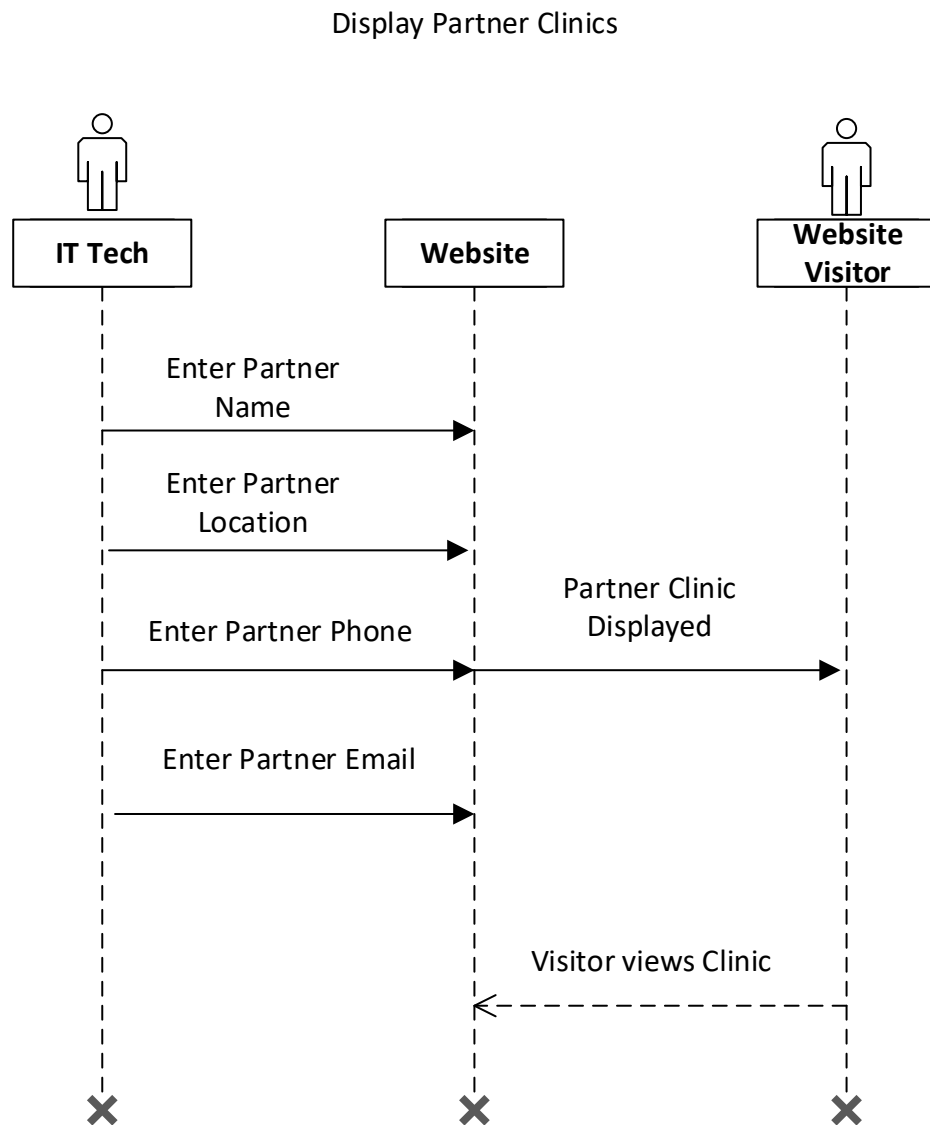 Display Partner Clinics
IT Tech
Website
Website
Visitor
Enter Partner
Name
Enter Partner
Location
Partner Clinic
Displayed
Enter Partner Phone
Enter Partner Email
Visitor views Clinic